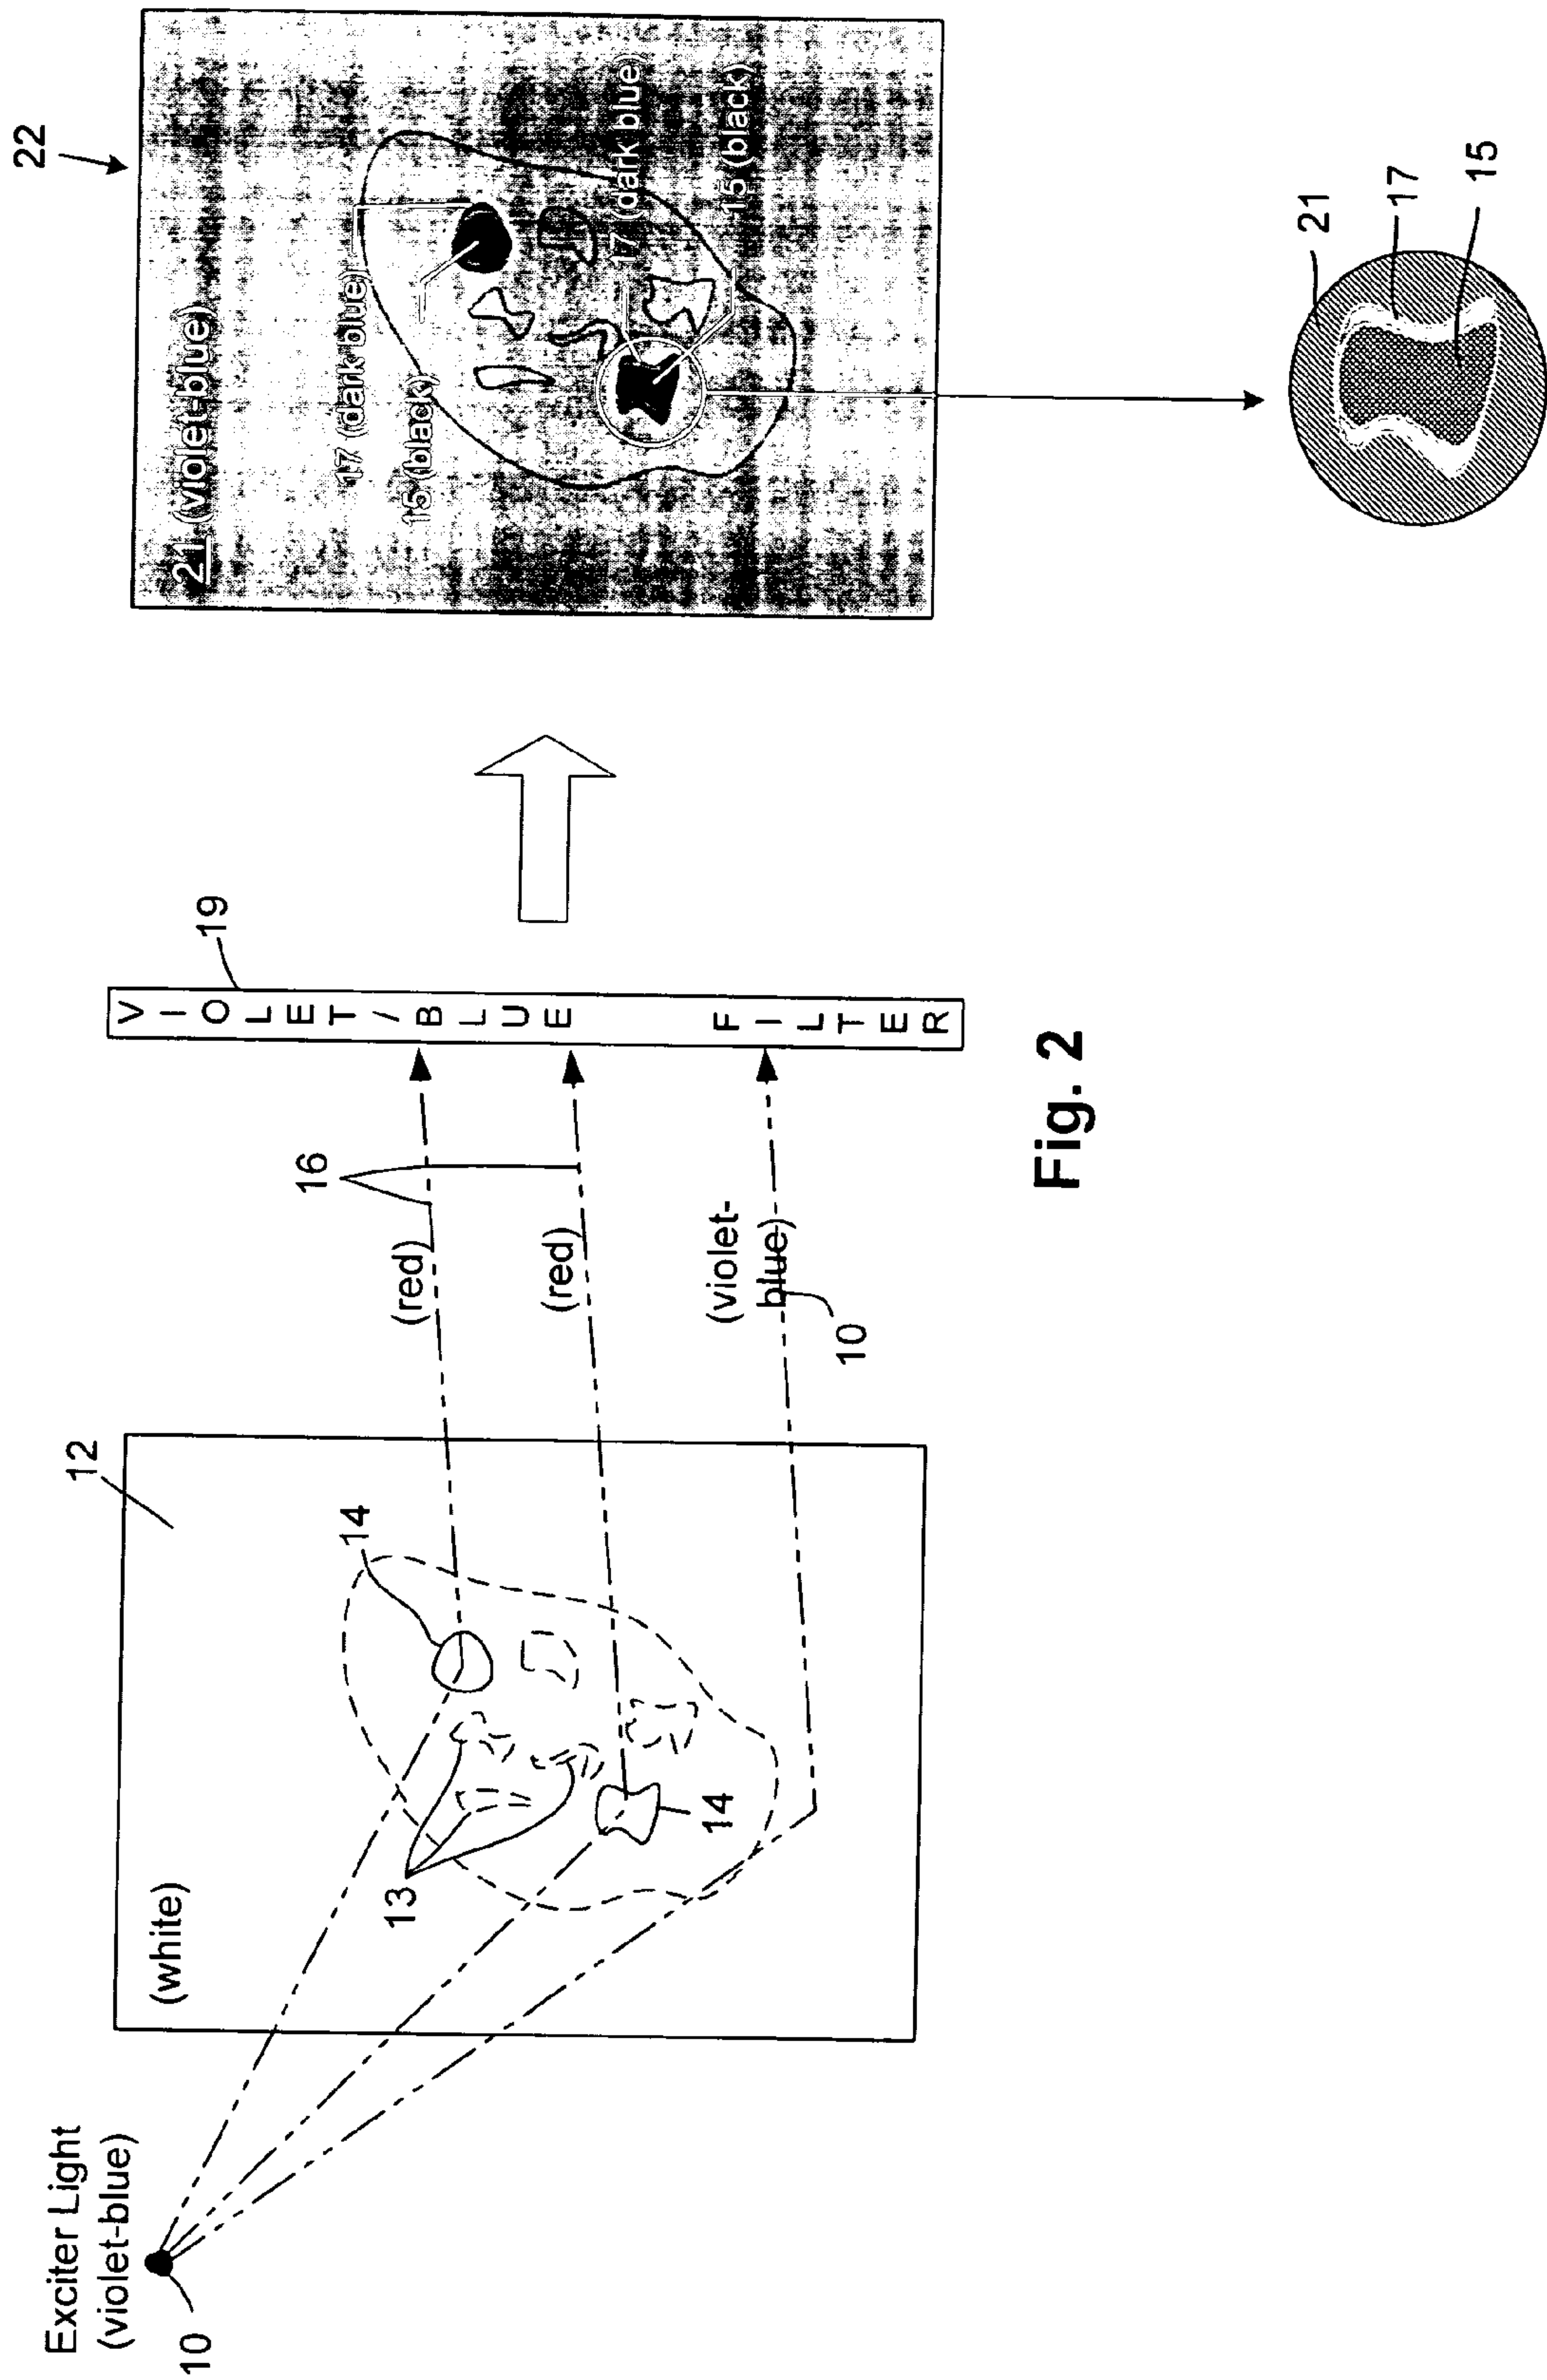 Exciter Light
(violet-blue)
10
(white)
12
13
14
14
(red)
16
(red)
(violet-
blue)
10
VIOLET/BLUE FILTER
19
22
21 (violet-blue)
17 (dark blue)
15 (black)
17 (dark blue)
15 (black)
21
17
15
Fig. 2